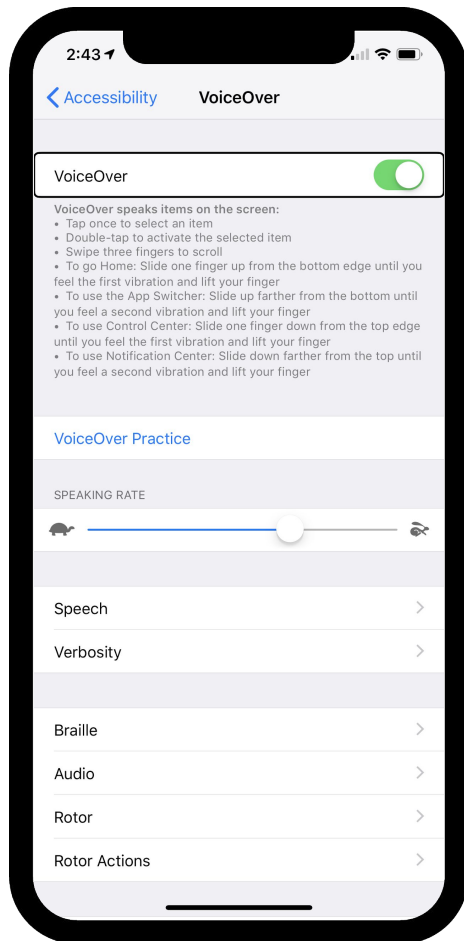 2:43
Accessibility VoiceOver
VoiceOver
VoiceOver speaks items on the screen:
• Tap once to select an item
• Double-tap to activate the selected item
• Swipe three fingers to scroll
• To go Home: Slide one finger up from the bottom edge until you
feel the first vibration and lift your finger
• To use the App Switcher: Slide up farther from the bottom until
you feel a second vibration and lift your finger
• To use Control Center: Slide one finger down from the top edge
until you feel the first vibration and lift your finger
• To use Notification Center: Slide down farther from the top until
you feel a second vibration and lift your finger
VoiceOver Practice
SPEAKING RATE
Speech
Verbosity
Braille
Audio
Rotor
Rotor Actions